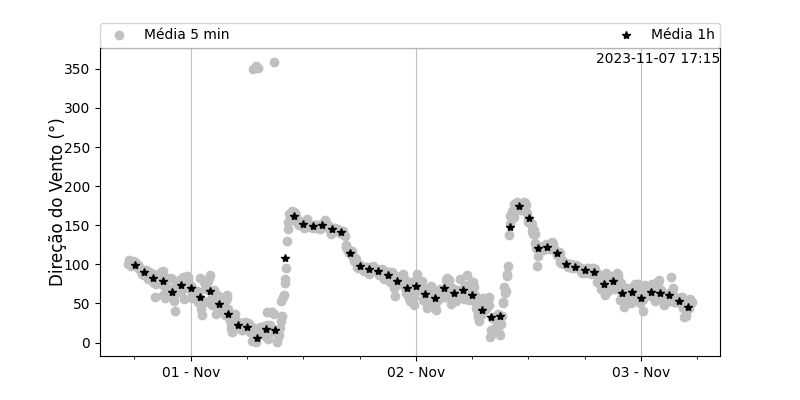 Média 5 min
Média 1h
2023-11-07 17:15
Direção do Vento (°)
350
300
250
200
150
100
50
0
01 - Nov
02 - Nov
03 - Nov